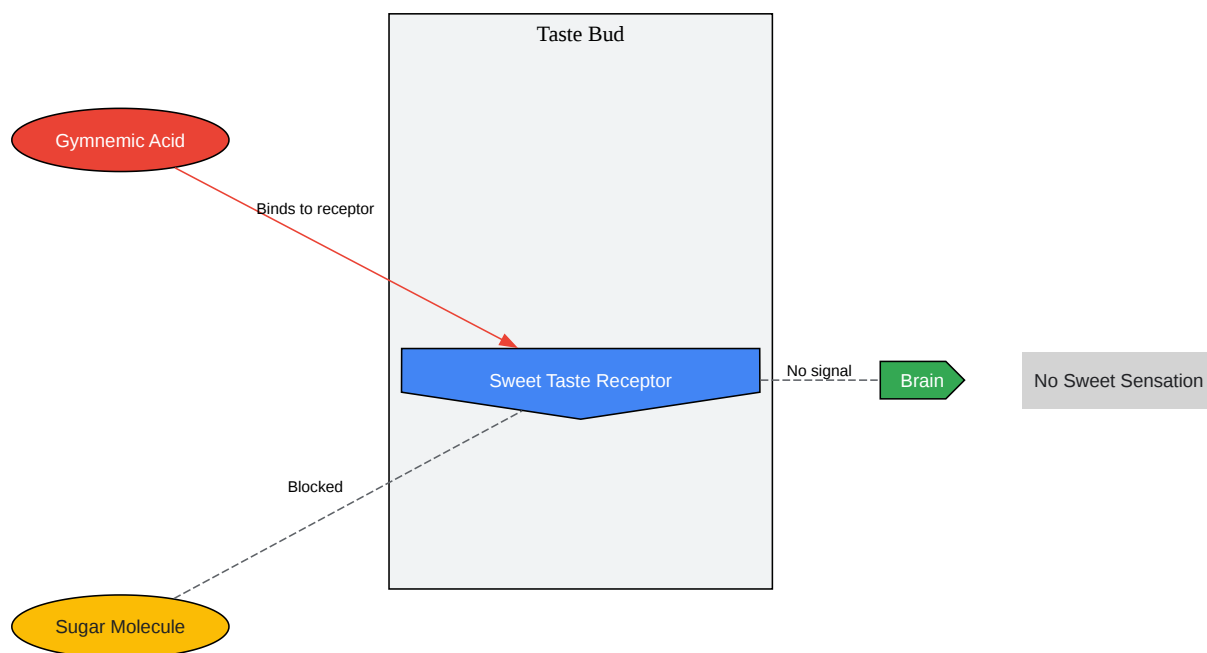 Taste Bud
Gymnemic Acid
Binds to receptor
Sweet Taste Receptor
No signal
Brain
No Sweet Sensation
Blocked
Sugar Molecule